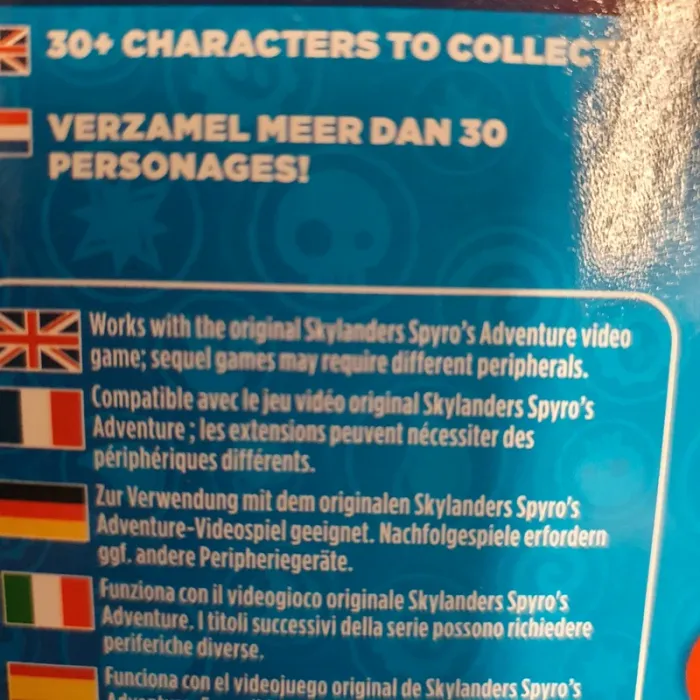 30+ CHARACTERS TO COLLECT
VERZAMEL MEER DAN 30
PERSONAGES!
Works with the original Skylanders Spyro's Adventure video
game; sequel games may require different peripherals.
Compatible avec le jeu vidéo original Skylanders Spyro's
Adventure ; les extensions peuvent nécessiter des
périphériques différents.
Zur Verwendung mit dem originalen Skylanders Spyro's
Adventure-Videospiel geeignet. Nachfolgespiele erfordern
ggf. andere Peripheriegeräte.
Funziona con il videogioco originale Skylanders Spyro's
Adventure. I titoli successivi della serie possono richiedere
periferiche diverse.
Funciona con el videojuego original de Skylanders Spyro's